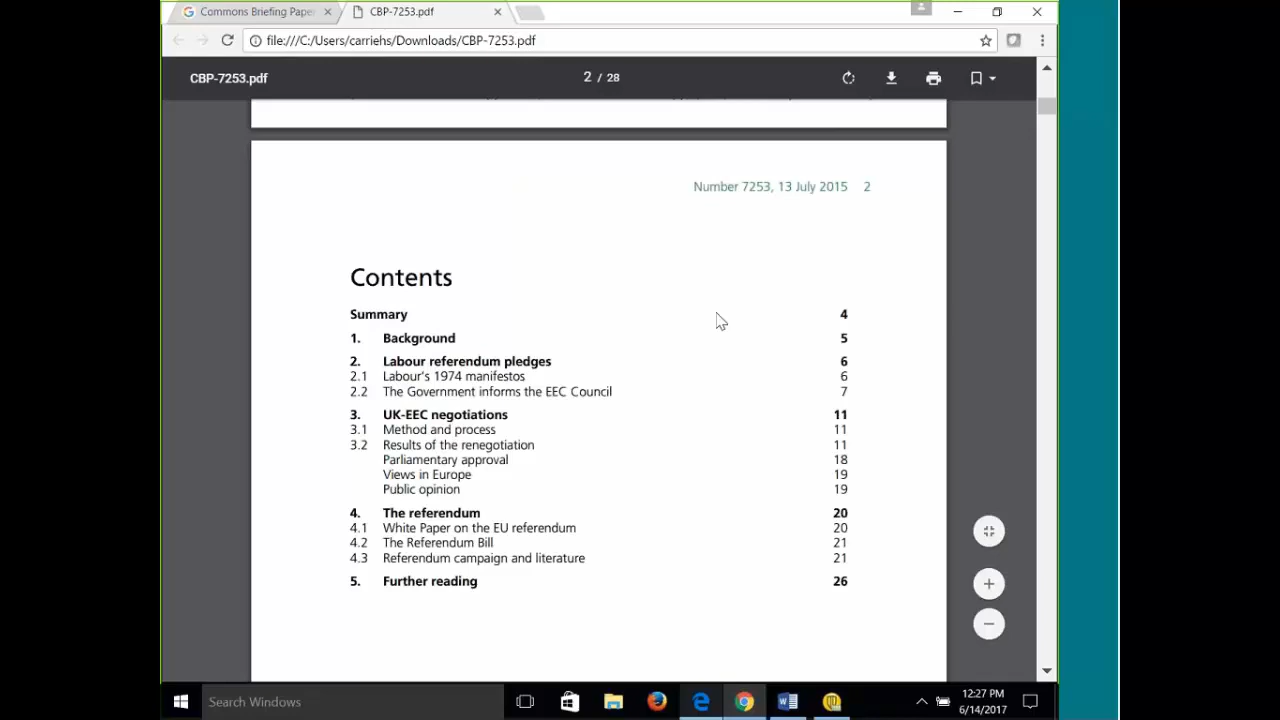 Commons Briefing Paper
CBP-7253.pdf
file:///C:/Users/carriehs/Downloads/CBP-7253.pdf
CBP-7253.pdf
2 / 28
Number 7253, 13 July 2015 2
Contents
Summary 4
1. Background 5
2. Labour referendum pledges 6
2.1 Labour's 1974 manifestos 6
2.2 The Government informs the EEC Council 7
3. UK-EEC negotiations 11
3.1 Method and process 11
3.2 Results of the renegotiation 11
Parliamentary approval 18
Views in Europe 19
Public opinion 19
4. The referendum 20
4.1 White Paper on the EU referendum 20
4.2 The Referendum Bill 21
4.3 Referendum campaign and literature 21
5. Further reading 26
Search Windows
12:27 PM
6/14/2017